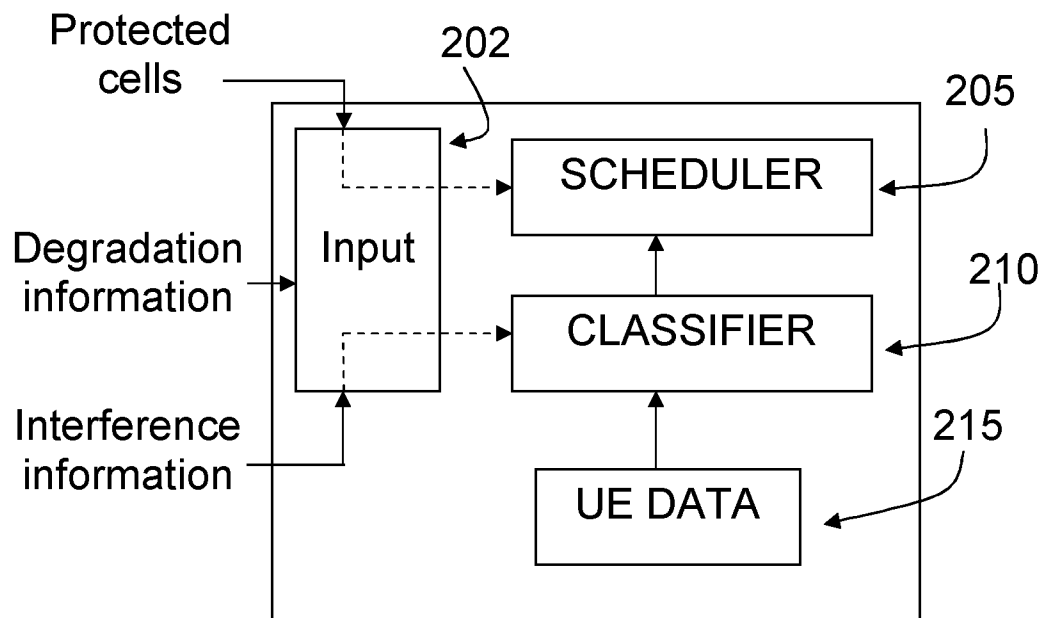 Protected
cells
202
205
SCHEDULER
Degradation
information
Input
210
CLASSIFIER
Interference
information
215
UE DATA